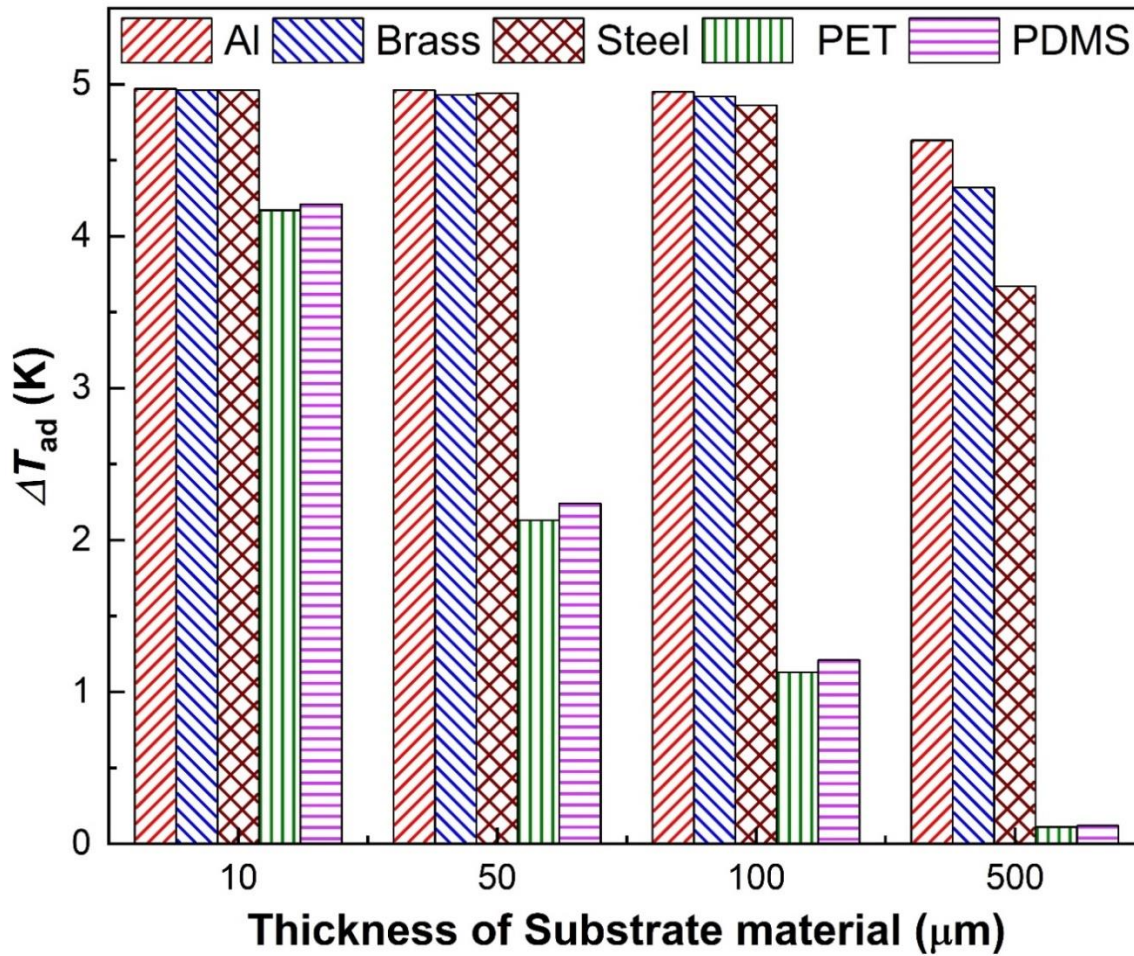 Al Brass Steel PET PDMS
5
4
3
2
1
0
ΔT_ad (K)
10 50 100 500
Thickness of Substrate material (μm)